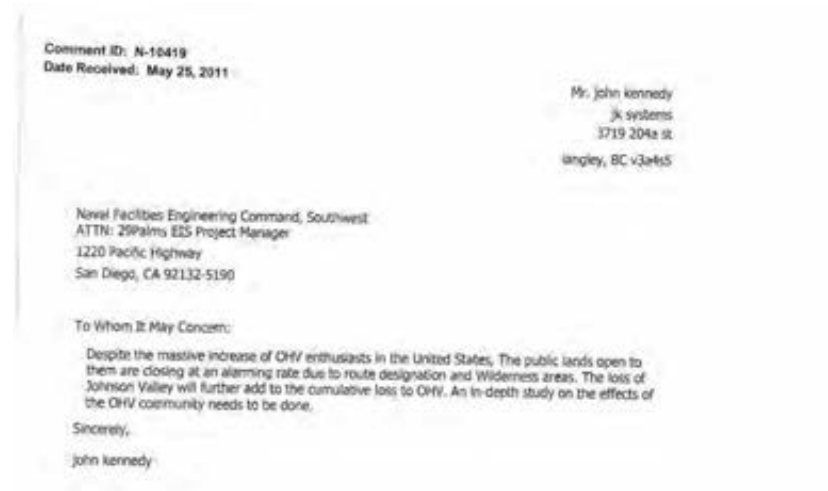 Comment ID: N-10419
Date Received: May 25, 2011
Mr. john kennedy
jk systems
3719 204a st
langley, BC v3a4s5
Naval Facilities Engineering Command, Southwest
ATTN: 29Palms EIS Project Manager
1220 Pacific Highway
San Diego, CA 92132-5190
To Whom It May Concern:
Despite the massive increase of OHV enthusiasts in the United States, The public lands open to
them are closing at an alarming rate due to route designation and Wilderness areas. The loss of
Johnson Valley will further add to the cumulative loss to OHV. An in-depth study on the effects of
the OHV community needs to be done.
Sincerely,
john kennedy